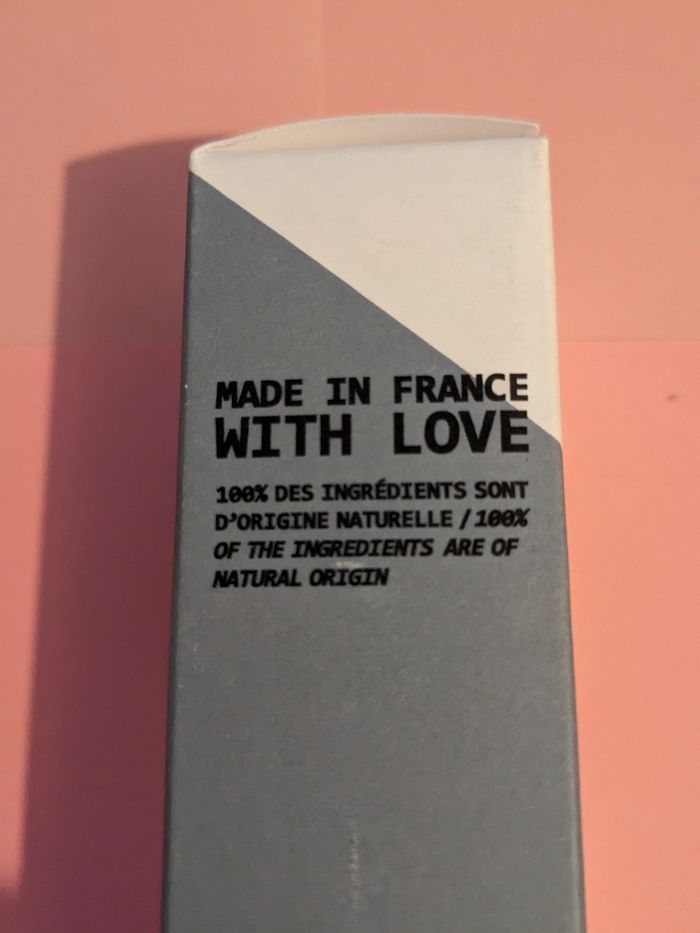 MADE IN FRANCE
WITH LOVE
100% DES INGRÉDIENTS SONT
D'ORIGINE NATURELLE / 100%
OF THE INGREDIENTS ARE OF
NATURAL ORIGIN